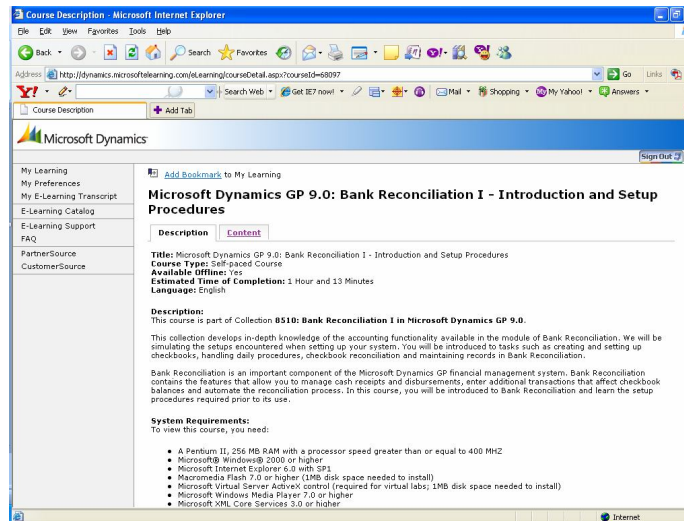 Course Description - Microsoft Internet Explorer
File Edit View Favorites Tools Help
Back Search Favorites
Address http://dynamics.microsoftelearning.com/eLearning/courseDetail.aspx?courseId=68097 Go Links
Y! Search Web Get IE7 now! Mail Shopping My Yahoo! Answers
Course Description Add Tab
Microsoft Dynamics
Sign Out
My Learning
My Preferences
My E-Learning Transcript
E-Learning Catalog
E-Learning Support
FAQ
PartnerSource
CustomerSource
Add Bookmark to My Learning
Microsoft Dynamics GP 9.0: Bank Reconciliation I - Introduction and Setup
Procedures
Description Content
Title: Microsoft Dynamics GP 9.0: Bank Reconciliation I - Introduction and Setup Procedures
Course Type: Self-paced Course
Available Offline: Yes
Estimated Time of Completion: 1 Hour and 13 Minutes
Language: English
Description:
This course is part of Collection 8510: Bank Reconciliation I in Microsoft Dynamics GP 9.0.
This collection develops in-depth knowledge of the accounting functionality available in the module of Bank Reconciliation. We will be
simulating the setups encountered when setting up your system. You will be introduced to tasks such as creating and setting up
checkbooks, handling daily procedures, checkbook reconciliation and maintaining records in Bank Reconciliation.
Bank Reconciliation is an important component of the Microsoft Dynamics GP financial management system. Bank Reconciliation
contains the features that allow you to manage cash receipts and disbursements, enter additional transactions that affect checkbook
balances and automate the reconciliation process. In this course, you will be introduced to Bank Reconciliation and learn the setup
procedures required prior to its use.
System Requirements:
To view this course, you need:
• A Pentium II, 256 MB RAM with a processor speed greater than or equal to 400 MHZ
• Microsoft® Windows® 2000 or higher
• Microsoft Internet Explorer 6.0 with SP1
• Macromedia Flash 7.0 or higher (1MB disk space needed to install)
• Microsoft Virtual Server ActiveX control (required for virtual labs; 1MB disk space needed to install)
• Microsoft Windows Media Player 7.0 or higher
• Microsoft XML Core Services 3.0 or higher
Internet